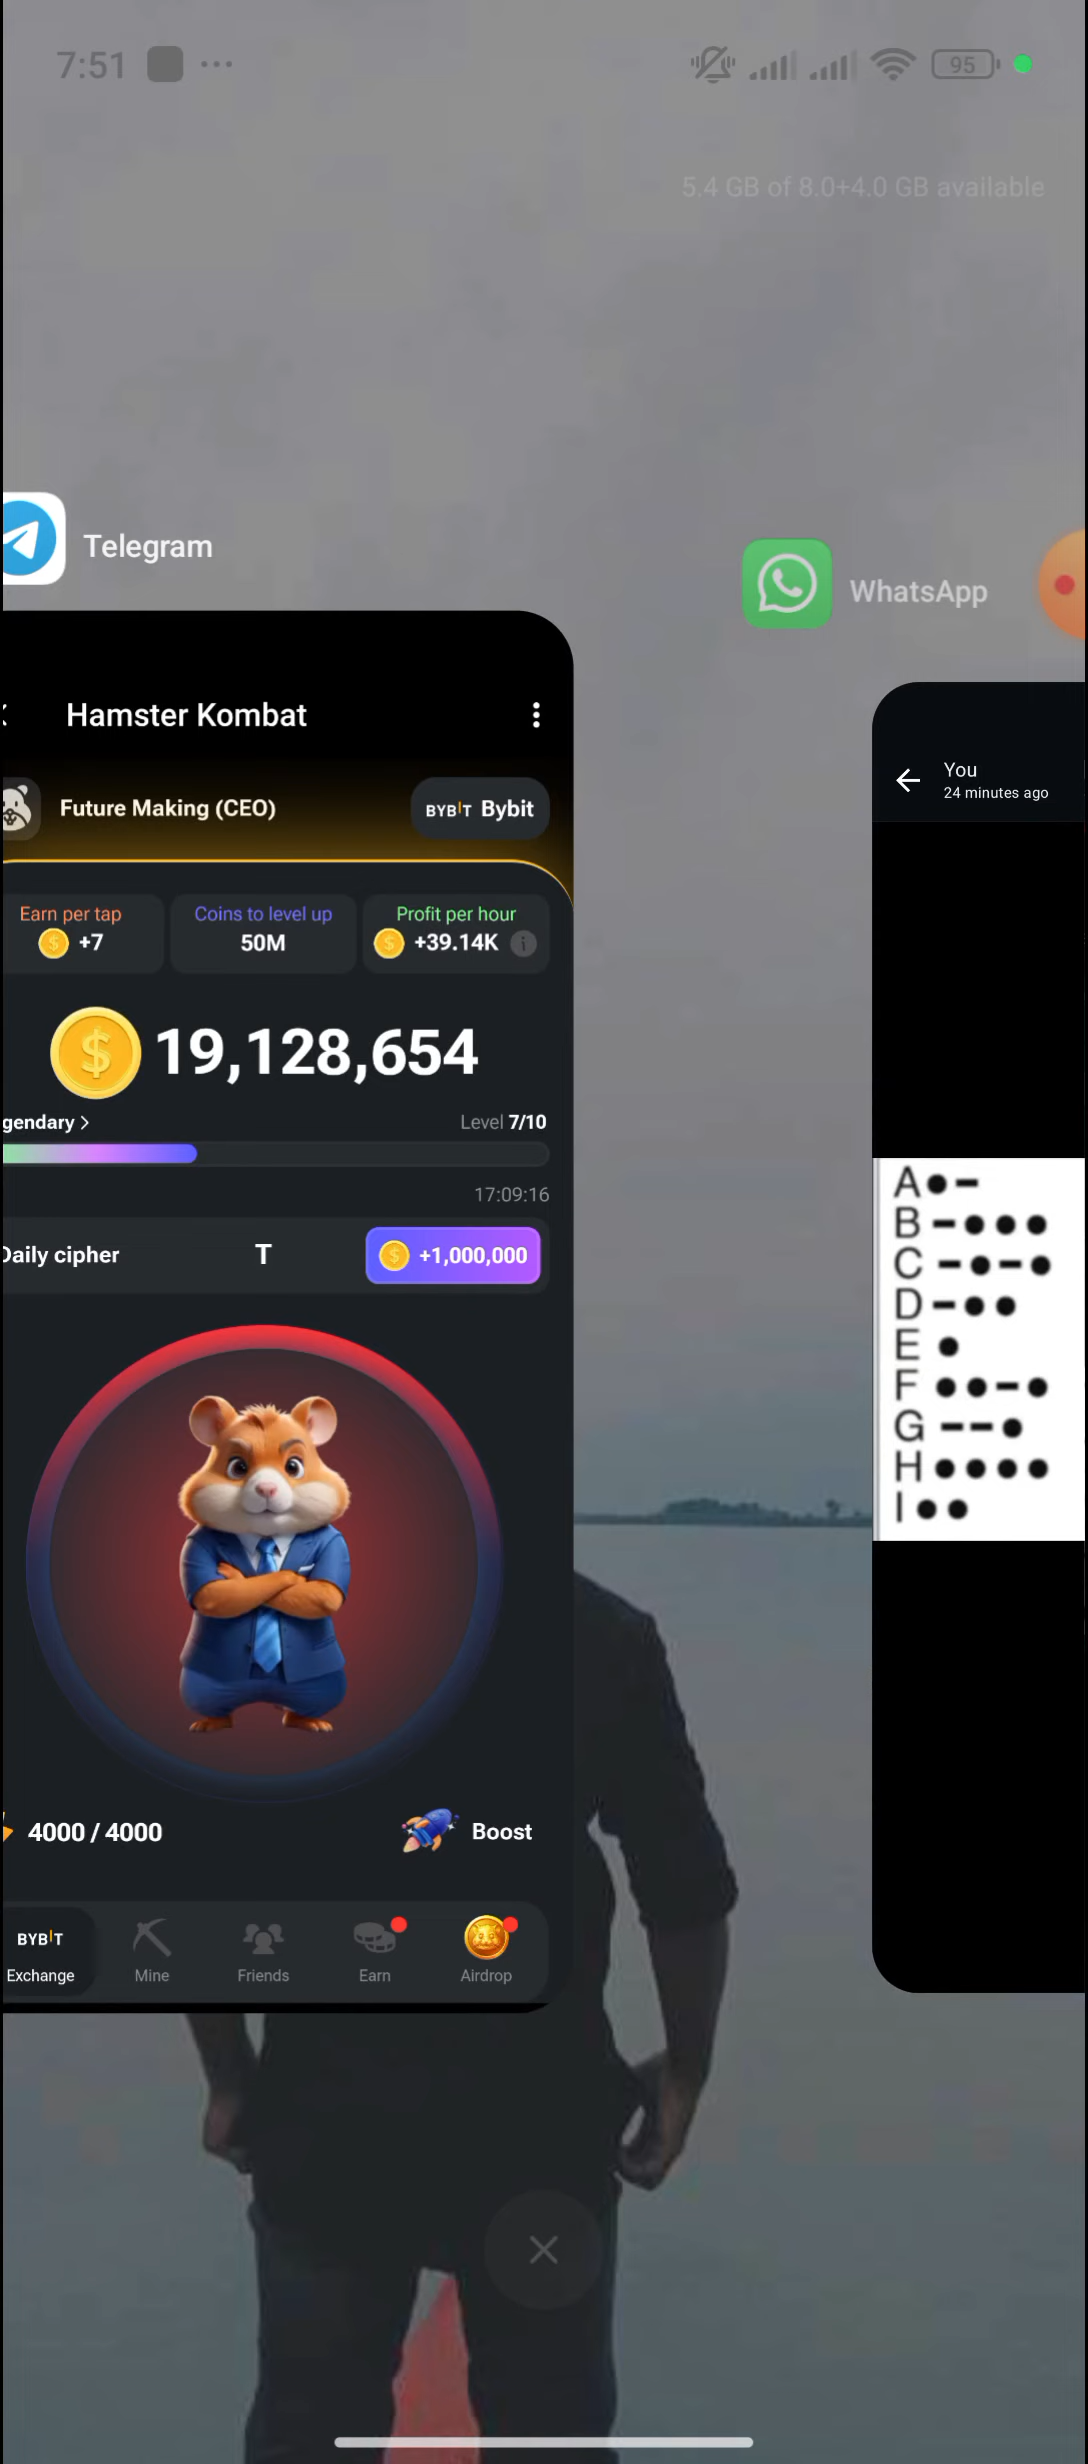 7:51
95
5.4 GB of 8.0+4.0 GB available
Telegram
WhatsApp
Hamster Kombat
Future Making (CEO)
BYBIT Bybit
Earn per tap
+7
Coins to level up
50M
Profit per hour
+39.14K
19,128,654
gendary >
Level 7/10
17:09:16
Daily cipher
T
+1,000,000
4000 / 4000
Boost
BYBIT
Exchange
Mine
Friends
Earn
Airdrop
You
24 minutes ago
A
B
C
D
E
F
G
H
I